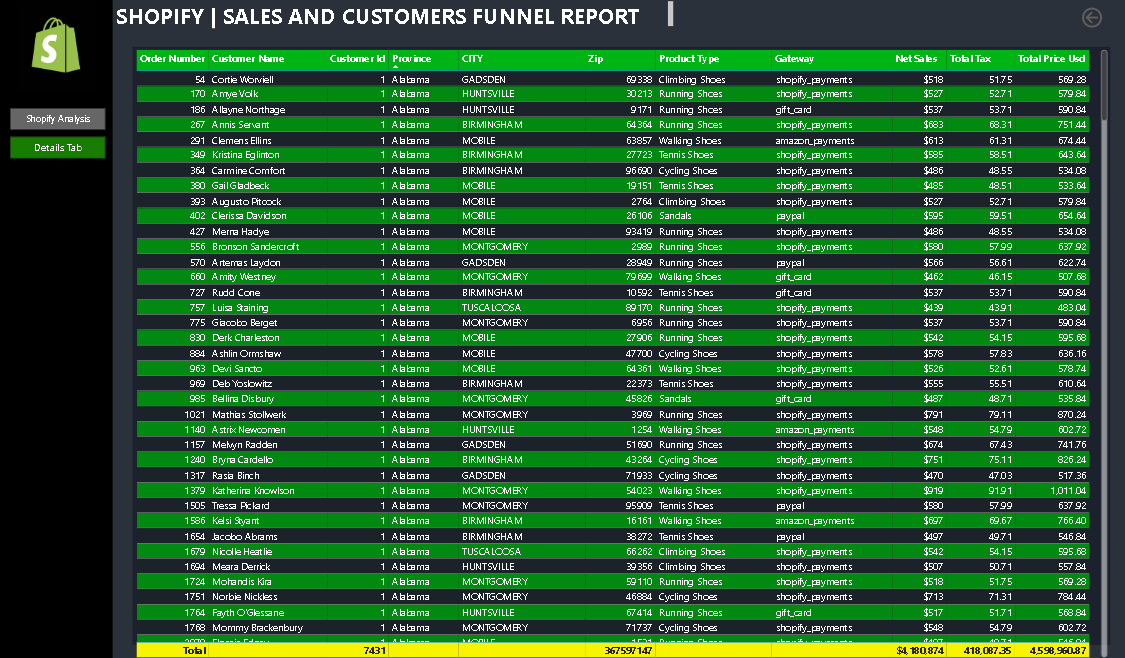 SHOPIFY | SALES AND CUSTOMERS FUNNEL REPORT
Shopify Analysis
Details Tab
Order Number Customer Name Customer Id Province CITY Zip Product Type Gateway Net Sales Total Tax Total Price Usd
54 Cortie Worviell 1 Alabama GADSDEN 69338 Climbing Shoes shopify_payments $518 51.75 569.28
170 Amye Volk 1 Alabama HUNTSVILLE 30213 Running Shoes shopify_payments $527 52.71 579.84
186 Allayne Northage 1 Alabama HUNTSVILLE 9171 Running Shoes gift_card $537 53.71 590.84
267 Annis Servant 1 Alabama BIRMINGHAM 64364 Running Shoes shopify_payments $683 68.31 751.44
291 Clemens Ellins 1 Alabama MOBILE 63857 Walking Shoes amazon_payments $613 61.31 674.44
349 Kristina Eglinton 1 Alabama BIRMINGHAM 27723 Tennis Shoes shopify_payments $585 58.51 643.64
364 Carmine Comfort 1 Alabama BIRMINGHAM 96690 Cycling Shoes shopify_payments $486 48.55 534.08
380 Gail Gladbeck 1 Alabama MOBILE 19151 Tennis Shoes shopify_payments $485 48.51 533.64
393 Augusto Pitcock 1 Alabama MOBILE 2764 Climbing Shoes shopify_payments $527 52.71 579.84
402 Clerissa Davidson 1 Alabama MOBILE 26106 Sandals paypal $595 59.51 654.64
427 Merna Hadye 1 Alabama MOBILE 93419 Running Shoes shopify_payments $486 48.55 534.08
556 Bronson Sandercroft 1 Alabama MONTGOMERY 2989 Running Shoes shopify_payments $580 57.99 637.92
570 Artemas Laydon 1 Alabama GADSDEN 28949 Running Shoes paypal $566 56.61 622.74
660 Amity Westney 1 Alabama MONTGOMERY 79699 Walking Shoes gift_card $462 46.15 507.68
727 Rudd Cone 1 Alabama BIRMINGHAM 10592 Tennis Shoes gift_card $537 53.71 590.84
757 Luisa Staining 1 Alabama TUSCALOOSA 89170 Running Shoes shopify_payments $439 43.91 483.04
775 Giacobo Berget 1 Alabama MONTGOMERY 6956 Running Shoes shopify_payments $537 53.71 590.84
830 Derk Charleston 1 Alabama MOBILE 27906 Running Shoes shopify_payments $542 54.15 595.68
884 Ashlin Ormshaw 1 Alabama MOBILE 47700 Cycling Shoes shopify_payments $578 57.83 636.16
963 Devi Sancto 1 Alabama MOBILE 64361 Walking Shoes shopify_payments $526 52.61 578.74
969 Deb Yoslowitz 1 Alabama BIRMINGHAM 22373 Tennis Shoes shopify_payments $555 55.51 610.64
985 Bellina Disbury 1 Alabama MONTGOMERY 45826 Sandals gift_card $487 48.71 535.84
1021 Mathias Stollwerk 1 Alabama MONTGOMERY 3969 Running Shoes shopify_payments $791 79.11 870.24
1140 Astrix Newcomen 1 Alabama HUNTSVILLE 1254 Walking Shoes amazon_payments $548 54.79 602.72
1157 Melvyn Radden 1 Alabama GADSDEN 51690 Running Shoes shopify_payments $674 67.43 741.76
1240 Bryna Cardello 1 Alabama BIRMINGHAM 43264 Cycling Shoes shopify_payments $751 75.11 826.24
1317 Rasia Binch 1 Alabama GADSDEN 71933 Cycling Shoes shopify_payments $470 47.03 517.36
1379 Katherina Knowlson 1 Alabama MONTGOMERY 54023 Walking Shoes shopify_payments $919 91.91 1,011.04
1505 Tressa Pickard 1 Alabama MONTGOMERY 95909 Tennis Shoes paypal $580 57.99 637.92
1586 Kelsi Styant 1 Alabama BIRMINGHAM 16161 Walking Shoes amazon_payments $697 69.67 766.40
1654 Jacobo Abrams 1 Alabama BIRMINGHAM 38272 Tennis Shoes paypal $497 49.71 546.84
1679 Nicolle Heatlie 1 Alabama TUSCALOOSA 66262 Climbing Shoes shopify_payments $542 54.15 595.68
1694 Meara Derrick 1 Alabama HUNTSVILLE 39356 Climbing Shoes shopify_payments $507 50.71 557.84
1724 Mohandis Kira 1 Alabama MONTGOMERY 59110 Running Shoes shopify_payments $518 51.75 569.28
1751 Norbie Nickless 1 Alabama MONTGOMERY 46884 Cycling Shoes shopify_payments $713 71.31 784.44
1764 Fayth O'Glessane 1 Alabama HUNTSVILLE 67414 Running Shoes gift_card $517 51.71 568.84
1768 Mommy Brackenbury 1 Alabama MONTGOMERY 71737 Cycling Shoes shopify_payments $548 54.79 602.72
Total 7431 367597147 $4,180,874 418,087.35 4,598,960.87